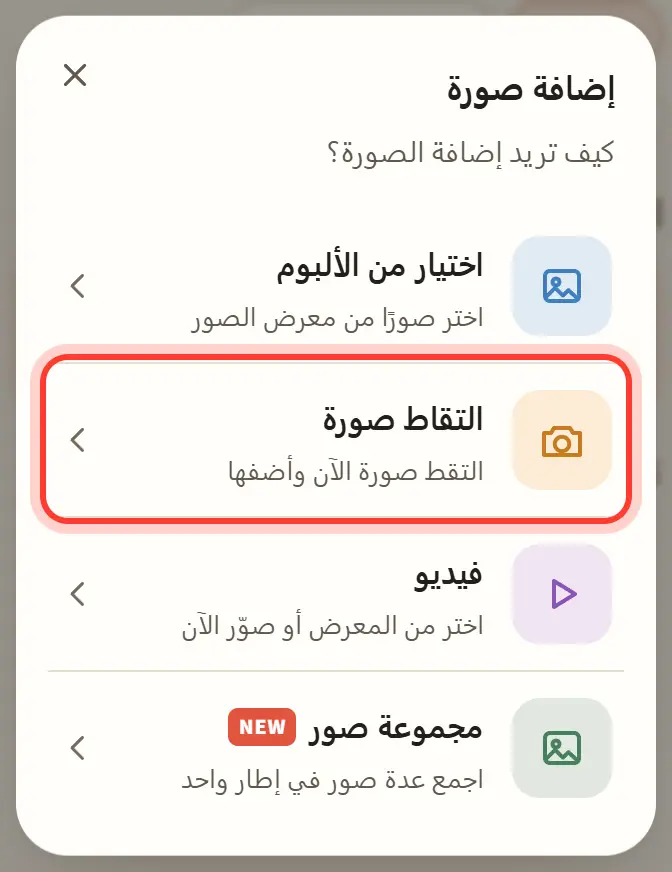 إضافة صورة
كيف تريد إضافة الصورة؟
اختيار من الألبوم
اختر صورًا من معرض الصور
التقاط صورة
التقط صورة الآن وأضفها
فيديو
اختر من المعرض أو صوّر الآن
مجموعة صور NEW
اجمع عدة صور في إطار واحد